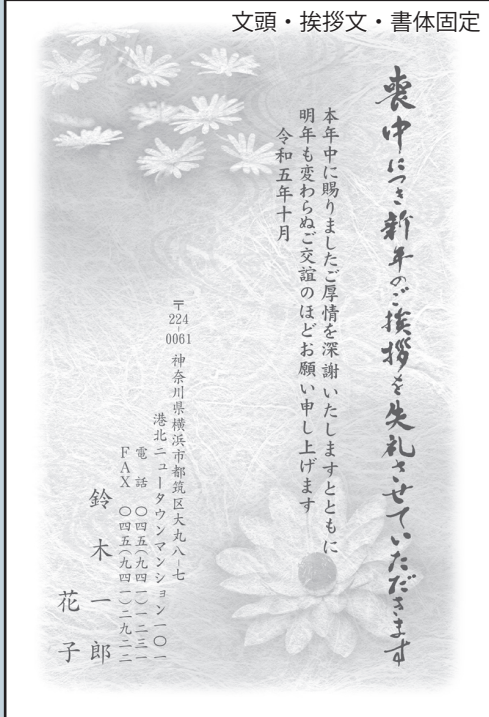 文頭・挨拶文・書体固定
喪中につき新年のご挨拶を失礼させていただきます
本年中に賜りましたご厚情を深謝いたしますとともに
明年も変わらぬご交誼のほどお願い申し上げます
令和五年十月
〒224-0061 神奈川県横浜市都筑区大丸八−七
港北ニュータウンマンション一〇一
電話 〇四五(九四一)一二三一
FAX 〇四五(九四一)二九二二
鈴木一郎
花子